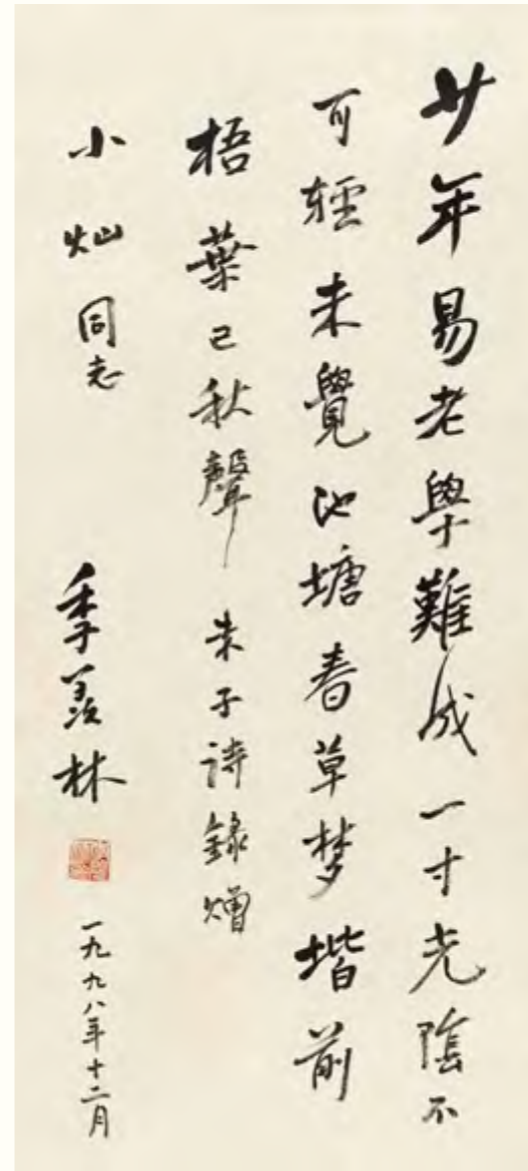 少年易老學難成一寸光陰不
可輕未覺池塘春草梦堦前
梧葉已秋聲 朱子詩錄贈
小灿同志
季羨林
一九九八年十二月